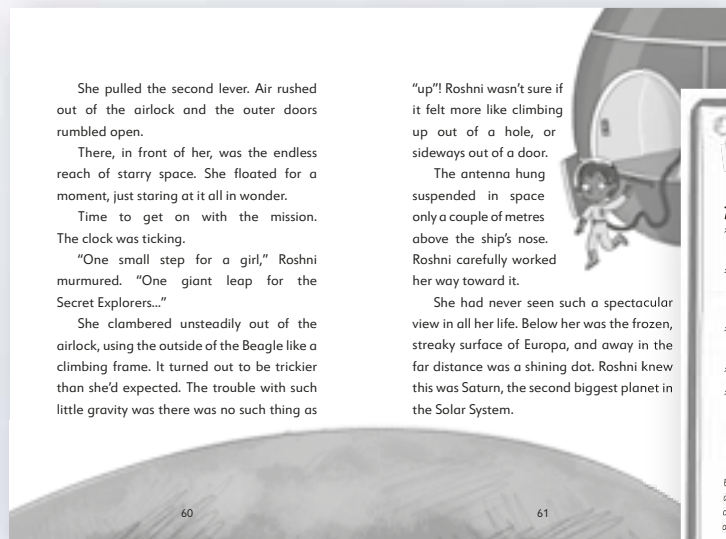 She pulled the second lever. Air rushed
out of the airlock and the outer doors
rumbled open.
There, in front of her, was the endless
reach of starry space. She floated for a
moment, just staring at it all in wonder.
Time to get on with the mission.
The clock was ticking.
“One small step for a girl,” Roshni
murmured. “One giant leap for the
Secret Explorers...”
She clambered unsteadily out of the
airlock, using the outside of the Beagle like a
climbing frame. It turned out to be trickier
than she’d expected. The trouble with such
little gravity was there was no such thing as
60
“up”! Roshni wasn’t sure if
it felt more like climbing
up out of a hole, or
sideways out of a door.
The antenna hung
suspended in space
only a couple of metres
above the ship’s nose.
Roshni carefully worked
her way toward it.
She had never seen such a spectacular
view in all her life. Below her was the frozen,
streaky surface of Europa, and away in the
far distance was a shining dot. Roshni knew
this was Saturn, the second biggest planet in
the Solar System.
61